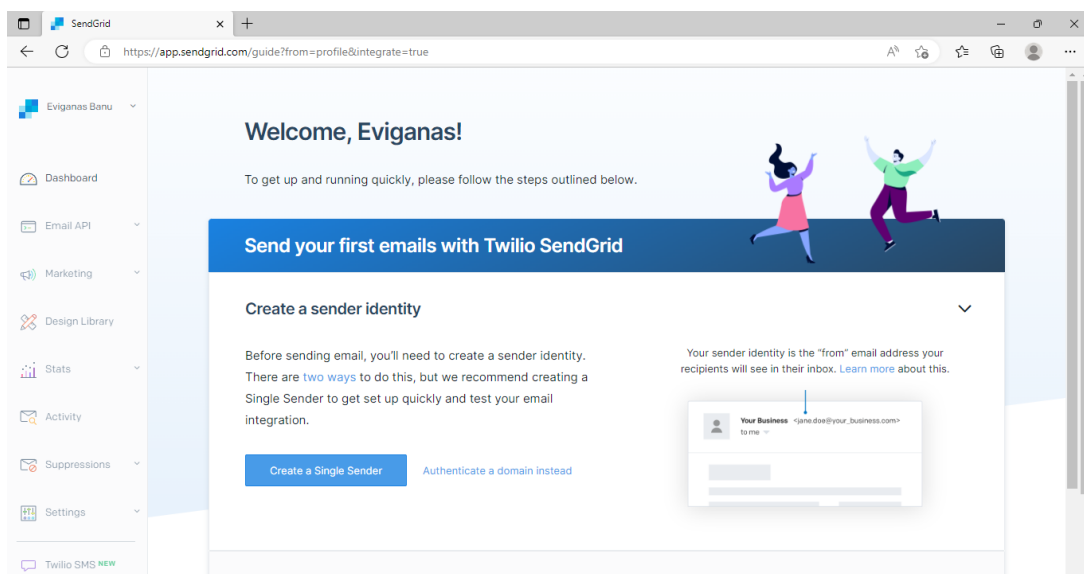 SendGrid
https://app.sendgrid.com/guide?from=profile&integrate=true
Eviganas Banu
Dashboard
Email API
Marketing
Design Library
Stats
Activity
Suppressions
Settings
Twilio SMS NEW
Welcome, Eviganas!
To get up and running quickly, please follow the steps outlined below.
Send your first emails with Twilio SendGrid
Create a sender identity
Before sending email, you'll need to create a sender identity.
There are two ways to do this, but we recommend creating a
Single Sender to get set up quickly and test your email
integration.
Create a Single Sender
Authenticate a domain instead
Your sender identity is the “from” email address your
recipients will see in their inbox. Learn more about this.
Your Business <jane.doe@your_business.com>
to me